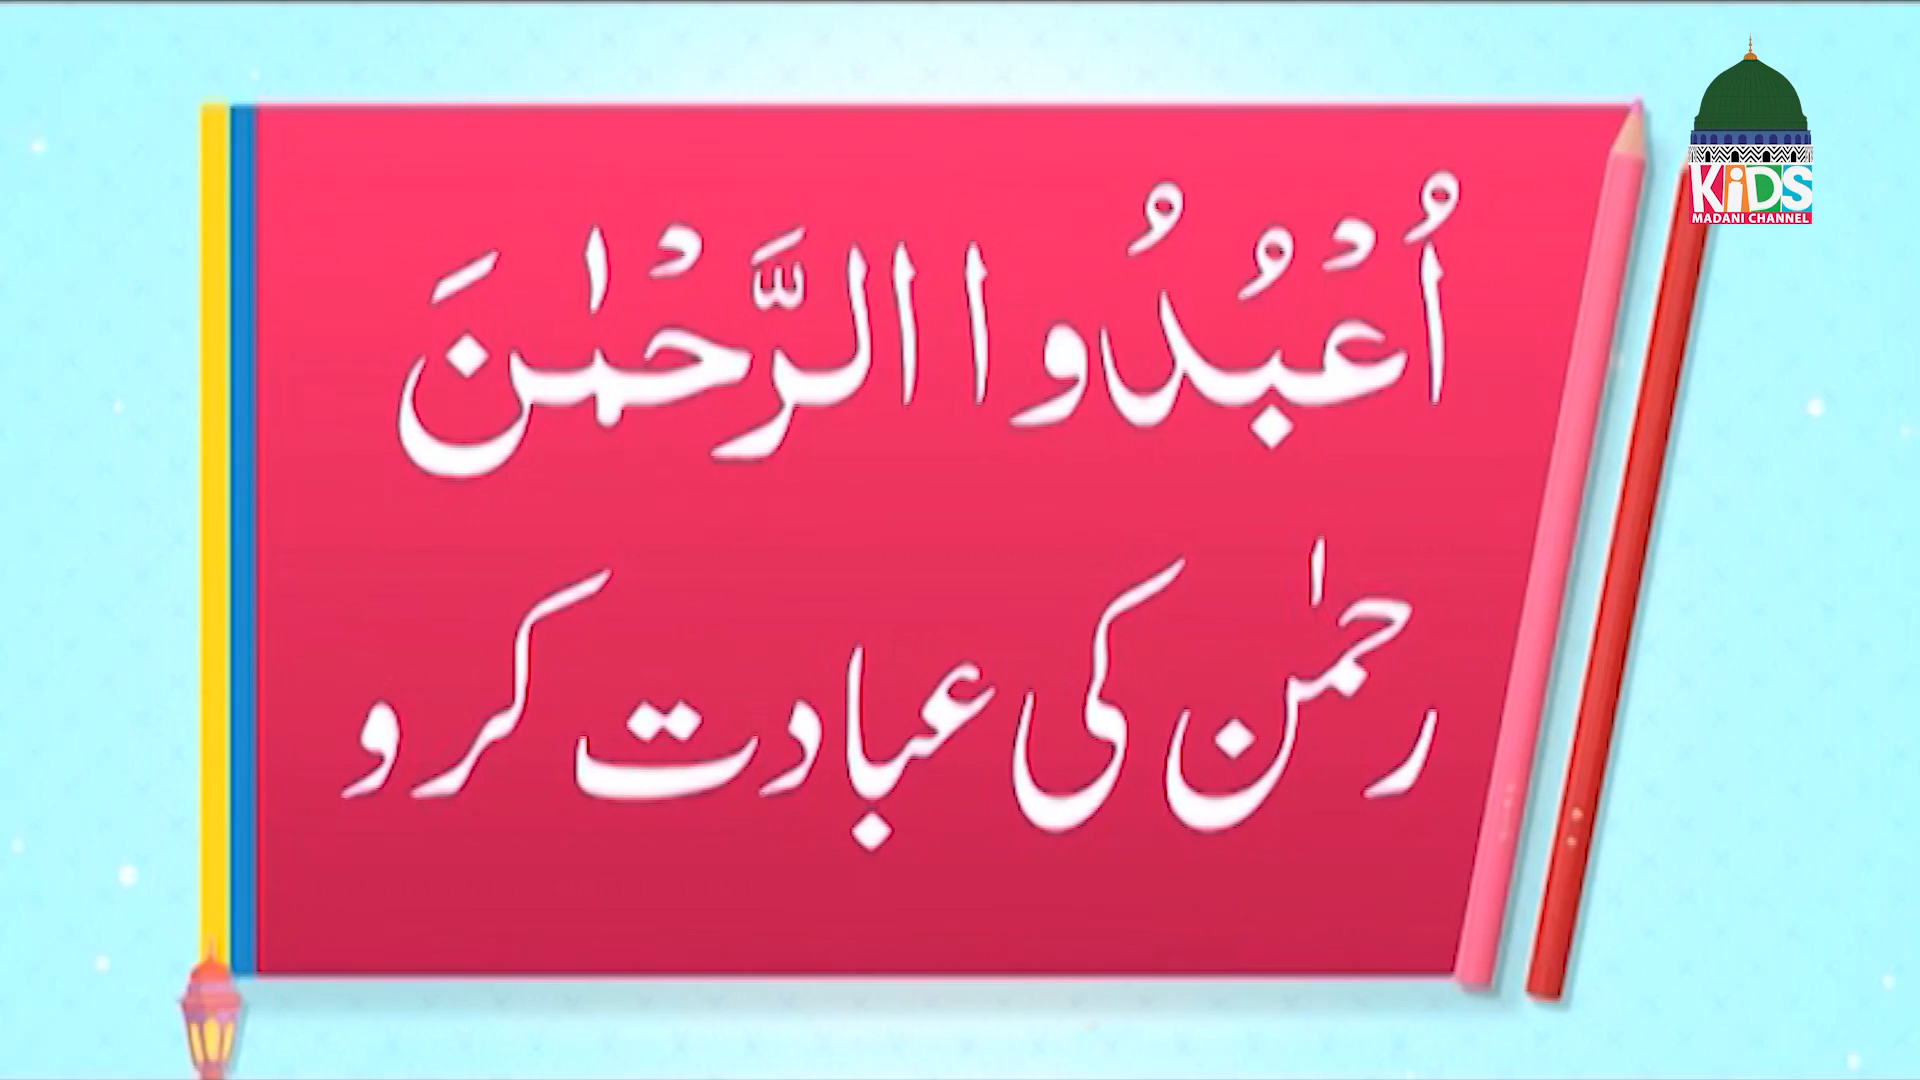 اُعْبُدُوا الرَّحْمٰنَ
رحمٰن کی عبادت کرو
KiDS
MADANI CHANNEL